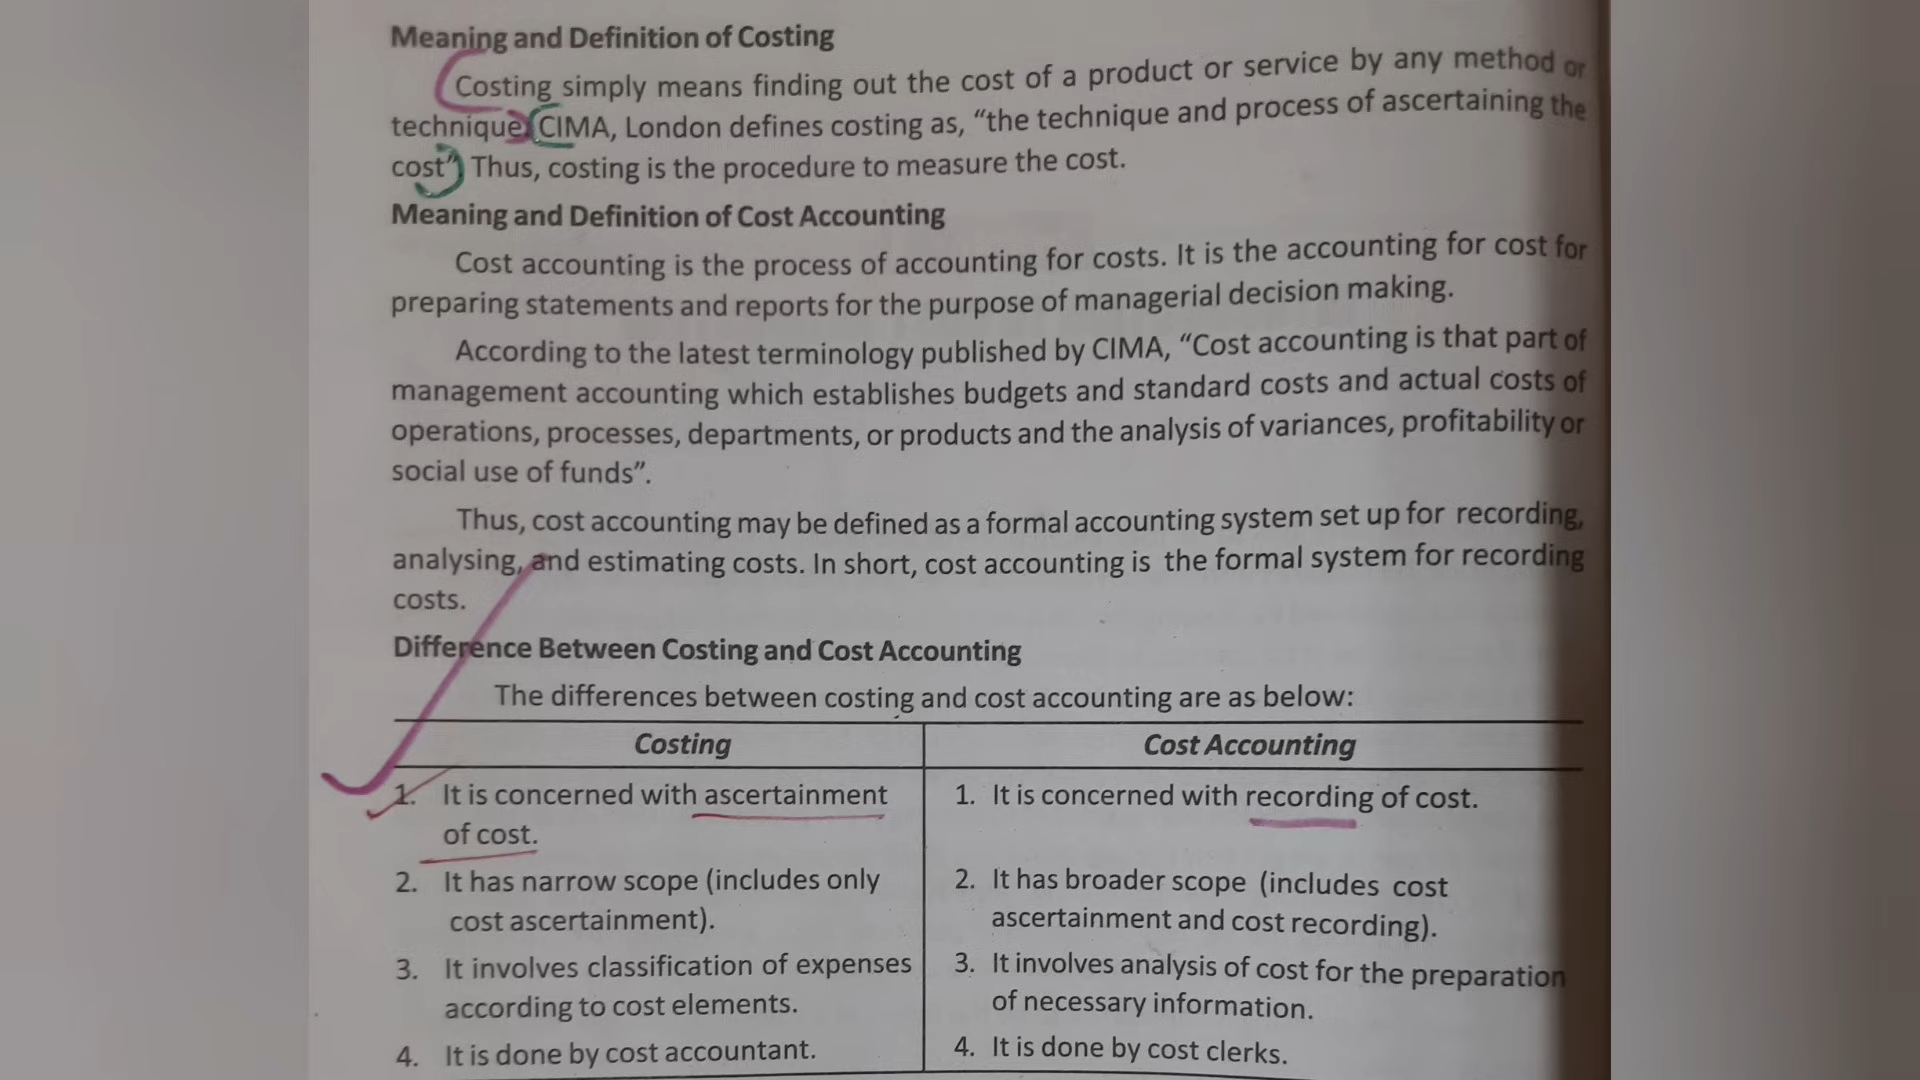 Meaning and Definition of Costing
Costing simply means finding out the cost of a product or service by any method or
technique. CIMA, London defines costing as, “the technique and process of ascertaining the
cost” Thus, costing is the procedure to measure the cost.
Meaning and Definition of Cost Accounting
Cost accounting is the process of accounting for costs. It is the accounting for cost for
preparing statements and reports for the purpose of managerial decision making.
According to the latest terminology published by CIMA, “Cost accounting is that part of
management accounting which establishes budgets and standard costs and actual costs of
operations, processes, departments, or products and the analysis of variances, profitability or
social use of funds”.
Thus, cost accounting may be defined as a formal accounting system set up for recording,
analysing, and estimating costs. In short, cost accounting is the formal system for recording
costs.
Difference Between Costing and Cost Accounting
The differences between costing and cost accounting are as below:
Costing
1. It is concerned with ascertainment
of cost.
2. It has narrow scope (includes only
cost ascertainment).
3. It involves classification of expenses
according to cost elements.
4. It is done by cost accountant.
Cost Accounting
1. It is concerned with recording of cost.
2. It has broader scope (includes cost
ascertainment and cost recording).
3. It involves analysis of cost for the preparation
of necessary information.
4. It is done by cost clerks.